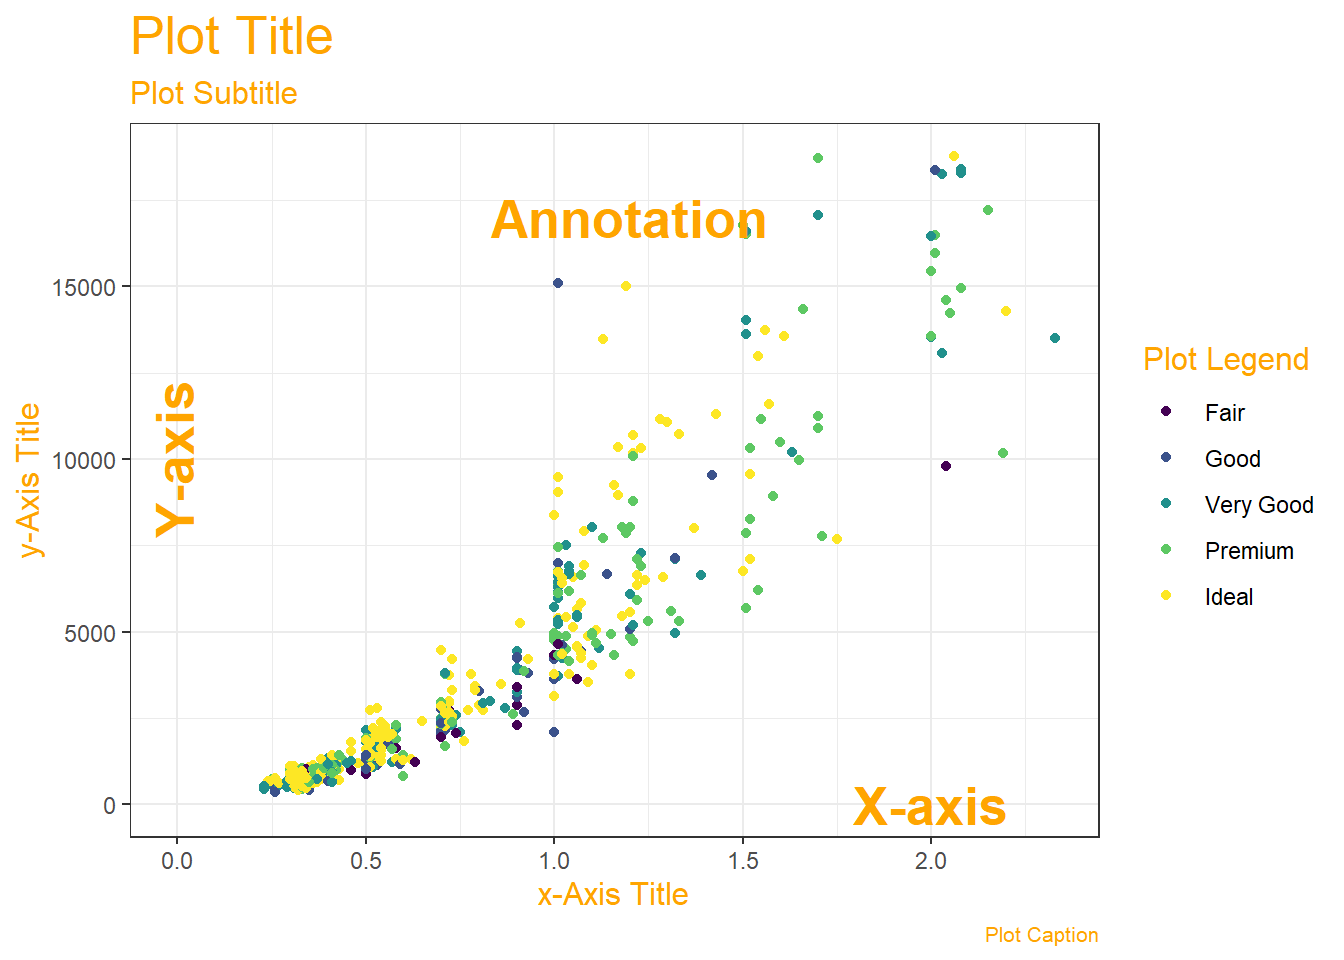 Plot Title
Plot Subtitle
Annotation
Y-axis
X-axis
y-Axis Title
15000
10000
5000
0
0.0 0.5 1.0 1.5 2.0
x-Axis Title
Plot Legend
Fair
Good
Very Good
Premium
Ideal
Plot Caption